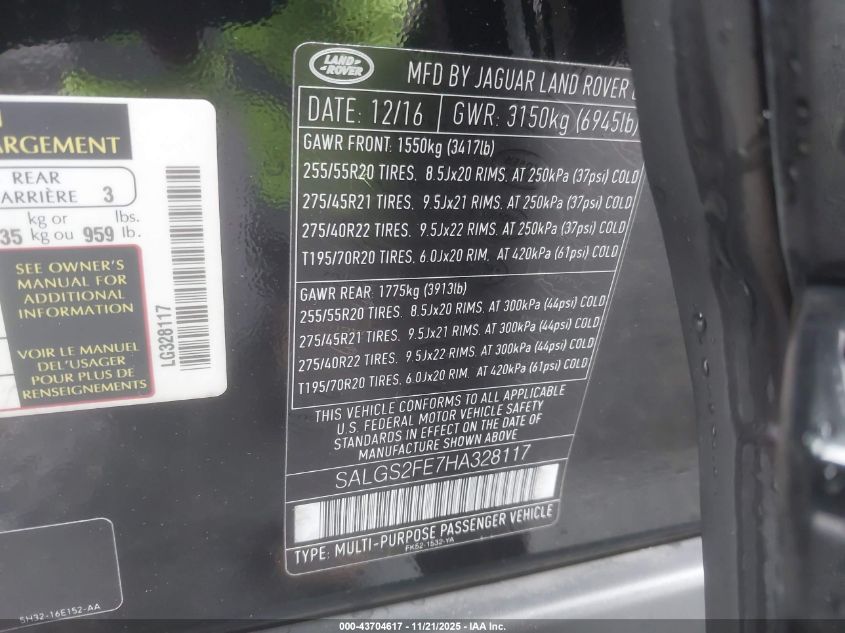 ARGEMENT
REAR
ARRIÈRE 3
kg or lbs.
35 kg ou 959 lb.
SEE OWNER'S
MANUAL FOR
ADDITIONAL
INFORMATION
VOIR LE MANUEL
DEL'USAGER
POUR PLUS DE
RENSEIGNEMENTS
LG328117
5H32-16E152-AA
LAND-
-ROVER
MFD BY JAGUAR LAND ROVER
DATE: 12/16 GWR: 3150kg (6945lb)
GAWR FRONT: 1550kg (3417lb)
255/55R20 TIRES. 8.5Jx20 RIMS. AT 250kPa (37psi) COLD
275/45R21 TIRES. 9.5Jx21 RIMS. AT 250kPa (37psi) COLD
275/40R22 TIRES. 9.5Jx22 RIMS. AT 250kPa (37psi) COLD
T195/70R20 TIRES. 6.0Jx20 RIM. AT 420kPa (61psi) COLD
GAWR REAR: 1775kg (3913lb)
255/55R20 TIRES. 8.5Jx20 RIMS. AT 300kPa (44psi) COLD
275/45R21 TIRES. 9.5Jx21 RIMS. AT 300kPa (44psi) COLD
275/40R22 TIRES. 9.5Jx22 RIMS. AT 300kPa (44psi) COLD
T195/70R20 TIRES. 6.0Jx20 RIM. AT 420kPa (61psi) COLD
THIS VEHICLE CONFORMS TO ALL APPLICABLE
U.S. FEDERAL MOTOR VEHICLE SAFETY
STANDARDS IN EFFECT ON THE DATE OF
MANUFACTURE SHOWN ABOVE
SALGS2FE7HA328117
TYPE: MULTI-PURPOSE PASSENGER VEHICLE
FK52-1532-YA
000-43704617 - 11/21/2025 - IAA Inc.